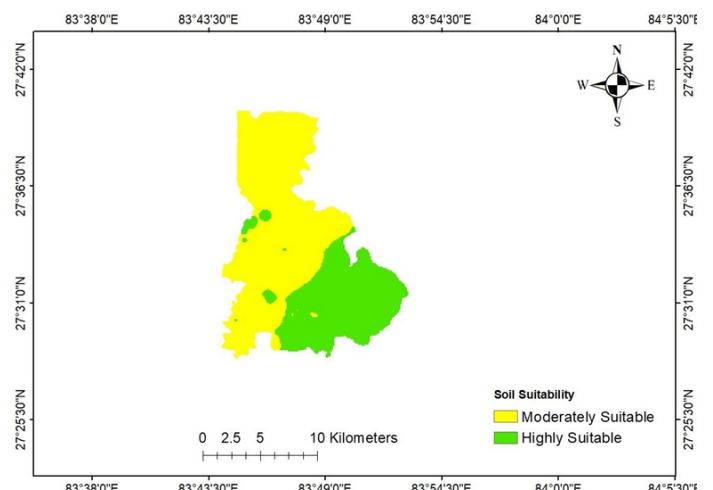 83°38'0"E 83°43'30"E 83°49'0"E 83°54'30"E 84°0'0"E 84°5'30"E
27°42'0"N 27°42'0"N
N
W E
S
27°36'30"N 27°36'30"N
27°31'0"N 27°31'0"N
27°25'30"N 27°25'30"N
Soil Suitability
Moderately Suitable
Highly Suitable
0 2.5 5 10 Kilometers
83°38'0"E 83°43'30"E 83°49'0"E 83°54'30"E 84°0'0"E 84°5'30"E